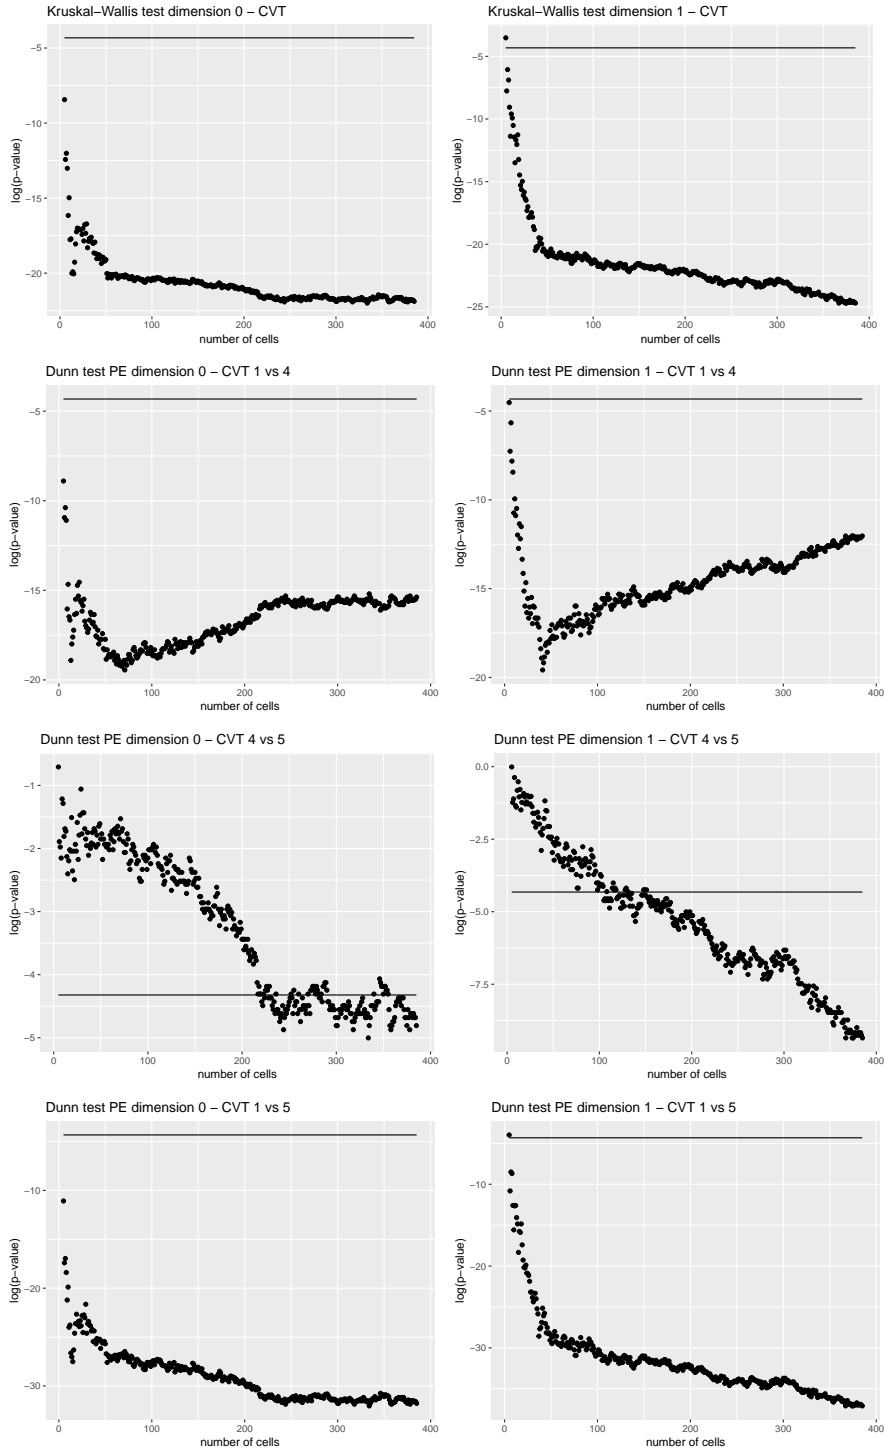 Kruskal−Wallis test dimension 0 − CVT
−5
−10
−15
−20
log(p−value)
0 100 200 300 400
number of cells
Kruskal−Wallis test dimension 1 − CVT
−5
−10
−15
−20
−25
log(p−value)
0 100 200 300 400
number of cells
Dunn test PE dimension 0 − CVT 1 vs 4
−5
−10
−15
−20
log(p−value)
0 100 200 300 400
number of cells
Dunn test PE dimension 1 − CVT 1 vs 4
−5
−10
−15
−20
log(p−value)
0 100 200 300 400
number of cells
Dunn test PE dimension 0 − CVT 4 vs 5
−1
−2
−3
−4
−5
log(p−value)
0 100 200 300 400
number of cells
Dunn test PE dimension 1 − CVT 4 vs 5
0.0
−2.5
−5.0
−7.5
log(p−value)
0 100 200 300 400
number of cells
Dunn test PE dimension 0 − CVT 1 vs 5
−10
−20
−30
log(p−value)
0 100 200 300 400
number of cells
Dunn test PE dimension 1 − CVT 1 vs 5
−10
−20
−30
log(p−value)
0 100 200 300 400
number of cells